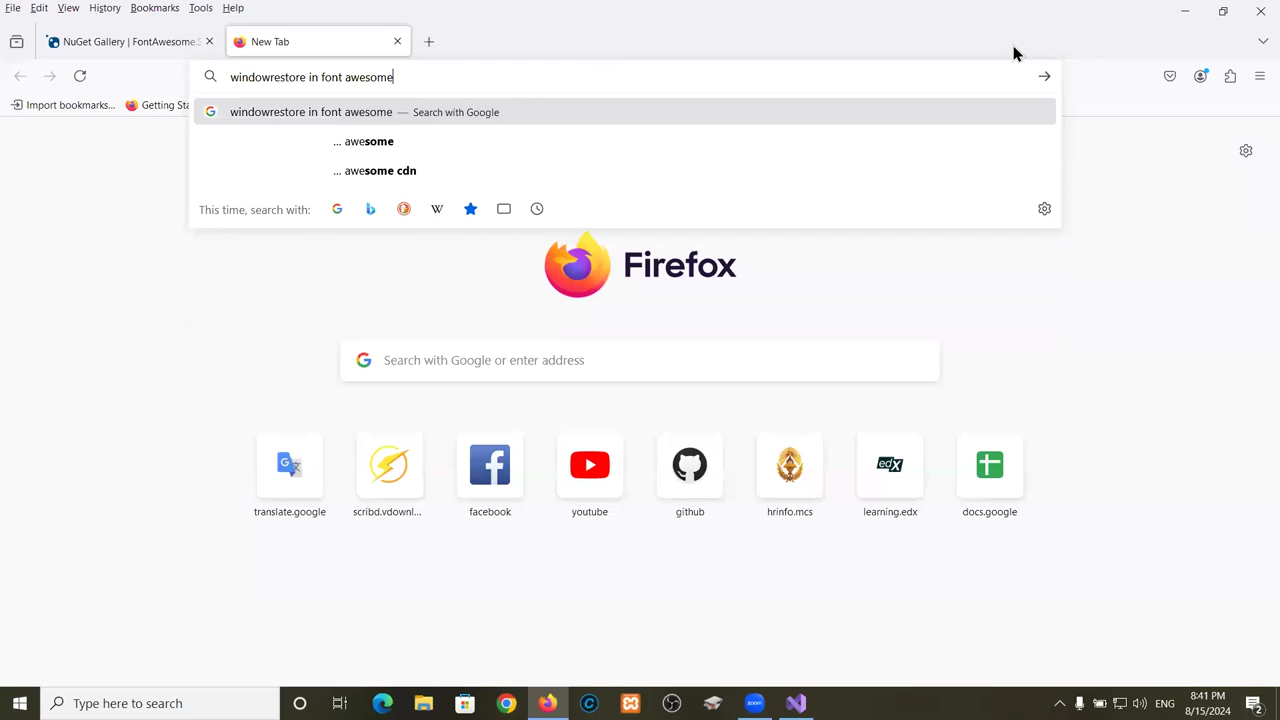 File Edit View History Bookmarks Tools Help
NuGet Gallery | FontAwesome.S
New Tab
windowrestore in font awesome
Import bookmarks...
Getting Sta
windowrestore in font awesome — Search with Google
... awesome
... awesome cdn
This time, search with:
Firefox
Search with Google or enter address
translate.google
scribd.vdownl...
facebook
youtube
github
hrinfo.mcs
learning.edx
docs.google
Type here to search
zoom
ENG
8:41 PM
8/15/2024
2